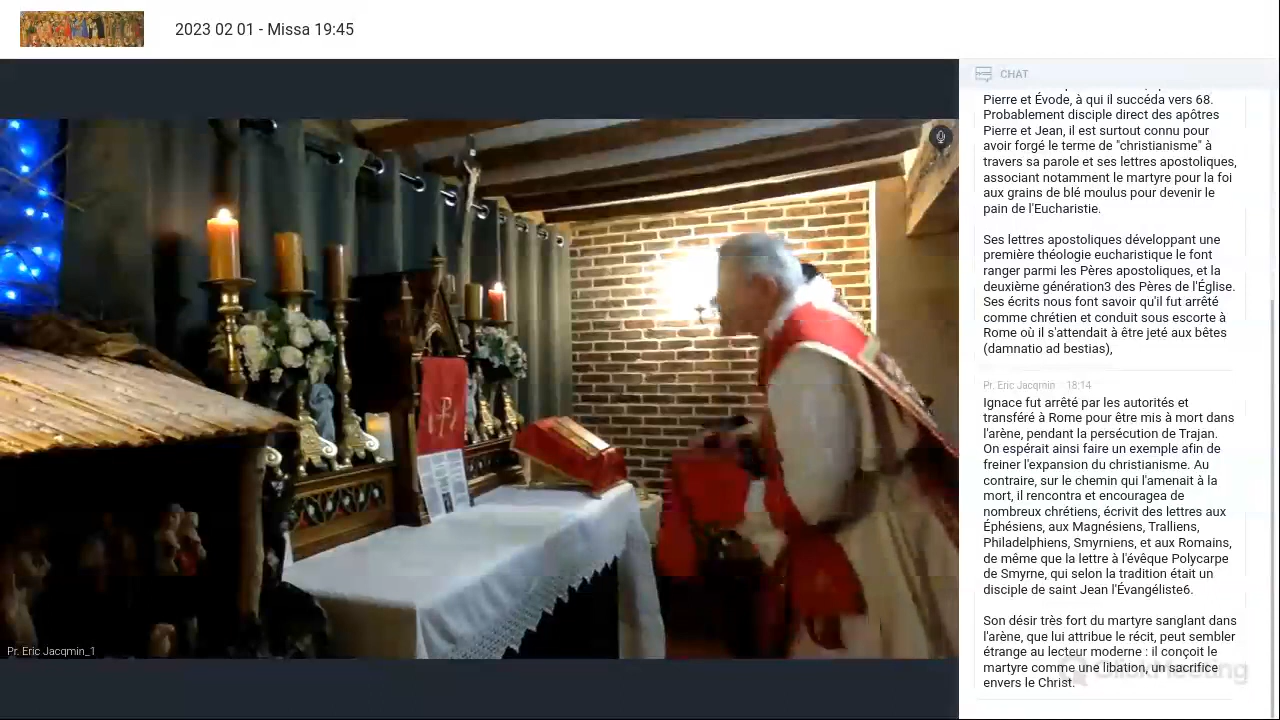 2023 02 01 - Missa 19:45
CHAT
Pierre et Évode, à qui il succéda vers 68.
Probablement disciple direct des apôtres
Pierre et Jean, il est surtout connu pour
avoir forgé le terme de "christianisme" à
travers sa parole et ses lettres apostoliques,
associant notamment le martyre pour la foi
aux grains de blé moulus pour devenir le
pain de l'Eucharistie.
Ses lettres apostoliques développant une
première théologie eucharistique le font
ranger parmi les Pères apostoliques, et la
deuxième génération3 des Pères de l'Église.
Ses écrits nous font savoir qu'il fut arrêté
comme chrétien et conduit sous escorte à
Rome où il s'attendait à être jeté aux bêtes
(damnatio ad bestias),
Pr. Eric Jacqmin 18:14
Ignace fut arrêté par les autorités et
transféré à Rome pour être mis à mort dans
l'arène, pendant la persécution de Trajan.
On espérait ainsi faire un exemple afin de
freiner l'expansion du christianisme. Au
contraire, sur le chemin qui l'amenait à la
mort, il rencontra et encouragea de
nombreux chrétiens, écrivit des lettres aux
Éphésiens, aux Magnésiens, Tralliens,
Philadelphiens, Smyrniens, et aux Romains,
de même que la lettre à l'évêque Polycarpe
de Smyrne, qui selon la tradition était un
disciple de saint Jean l'Évangéliste6.
Son désir très fort du martyre sanglant dans
l'arène, que lui attribue le récit, peut sembler
étrange au lecteur moderne : il conçoit le
martyre comme une libation, un sacrifice
envers le Christ.
ClickMeeting
Pr. Eric Jacqmin_1